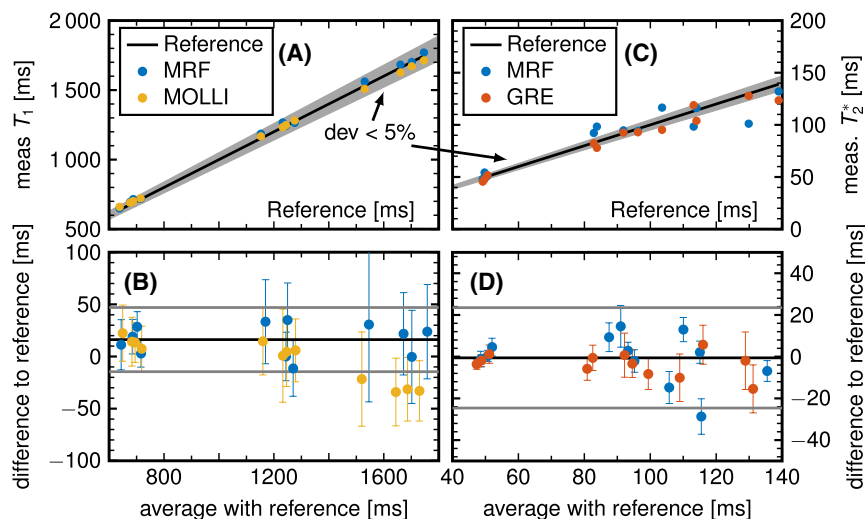 2 000
1 500
1 000
500
meas T₁ [ms]
Reference
MRF
MOLLI
(A)
dev < 5%
Reference [ms]
Reference
MRF
GRE
(C)
Reference [ms]
200
150
100
50
0
meas. T₂* [ms]
100
50
0
−50
−100
difference to reference [ms]
(B)
800
1200
1600
average with reference [ms]
(D)
40
60
80
100
120
140
average with reference [ms]
40
20
0
−20
−40
difference to reference [ms]